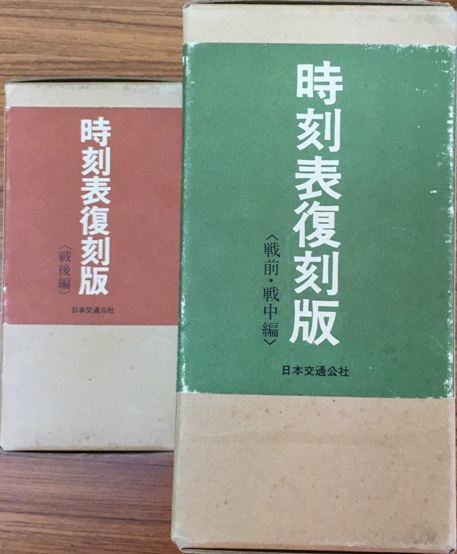 時刻表復刻版
〈戦前・戦中編〉
日本交通公社
時刻表復刻版
〈戦後編〉
日本交通公社